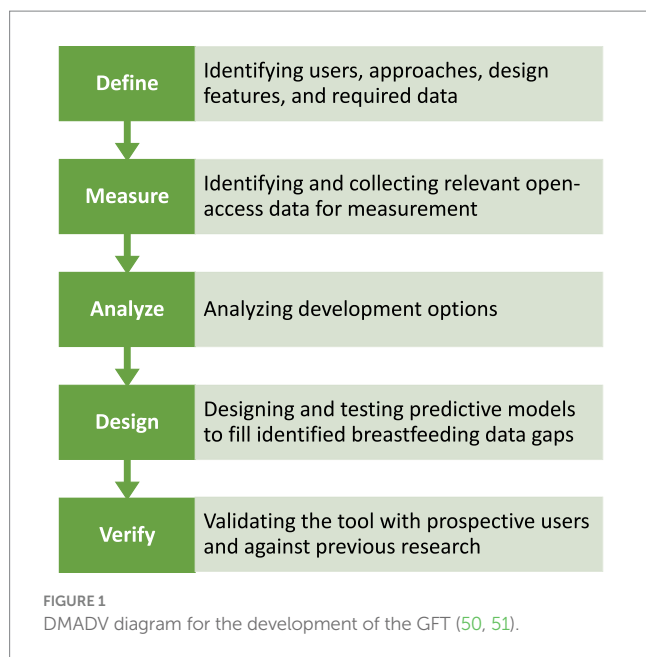 Define
Identifying users, approaches, design
features, and required data
Measure
Identifying and collecting relevant open-
access data for measurement
Analyze
Analyzing development options
Design
Designing and testing predictive models
to fill identified breastfeeding data gaps
Verify
Validating the tool with prospective users
and against previous research
FIGURE 1
DMADV diagram for the development of the GFT (50, 51).